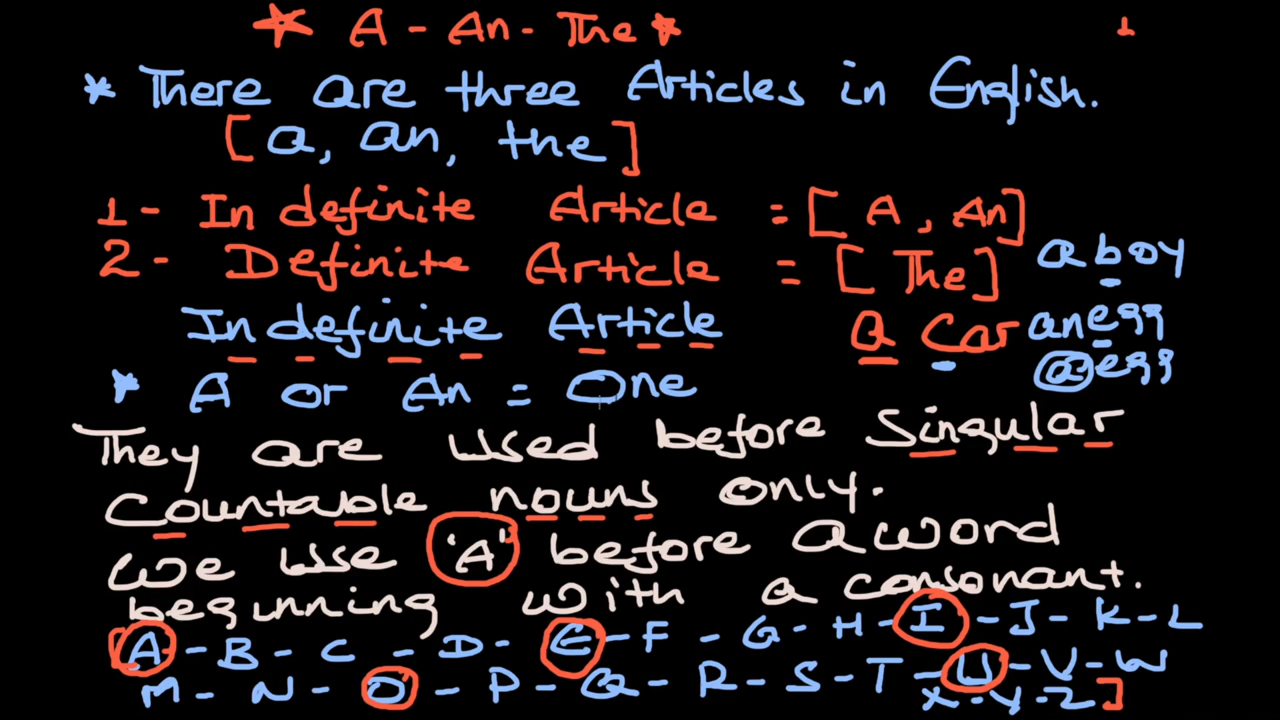 * A - An - The * 1
* There are three Articles in English.
[a, an, the]
1- Indefinite Article = [A, An]
2- Definite Article = [The]
a boy
Indefinite Article
a car
an egg
* A or An = One
@egg
They are used before Singular
Countable nouns only.
We use "A" before a word
beginning with a consonant.
[A - B - C - D - E - F - G - H - I - J - K - L
M - N - O - P - Q - R - S - T - U - V - W
X - Y - Z]